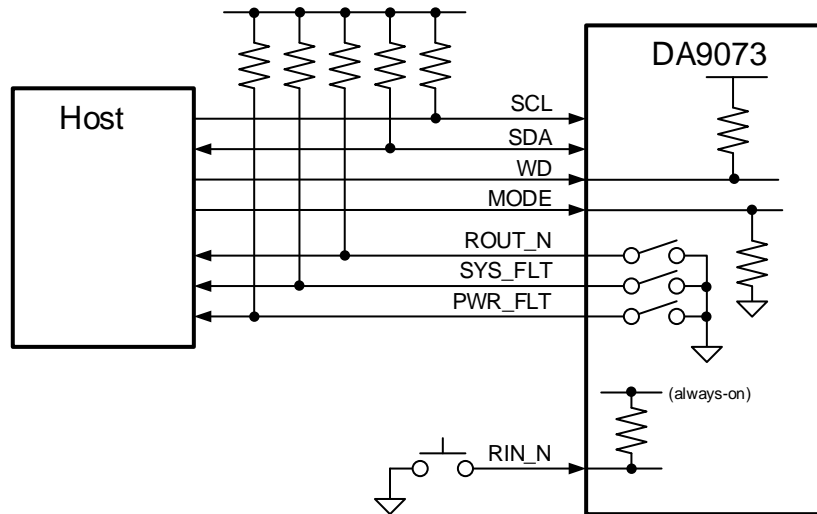 DA9073
Host
SCL
SDA
WD
MODE
ROUT_N
SYS_FLT
PWR_FLT
(always-on)
RIN_N